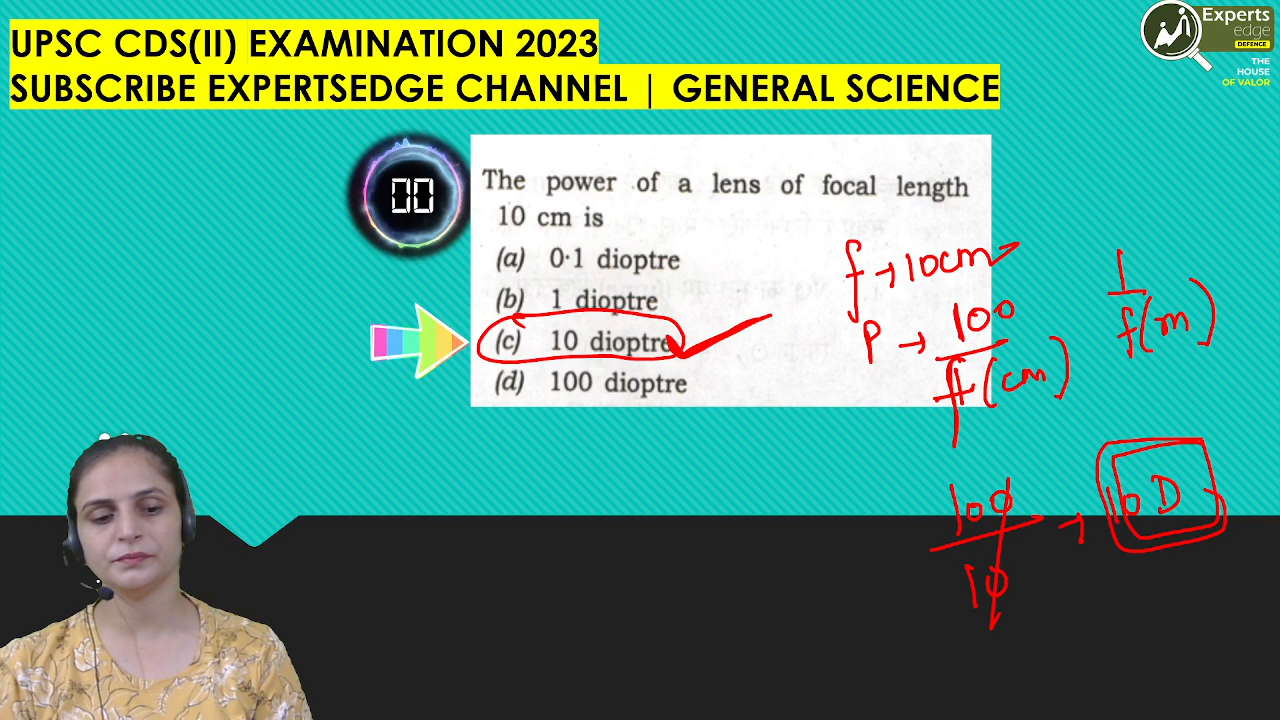 UPSC CDS(II) EXAMINATION 2023
SUBSCRIBE EXPERTSEDGE CHANNEL | GENERAL SCIENCE
Experts
edge
DEFENCE
THE
HOUSE
OF VALOR
00
The power of a lens of focal length
10 cm is
(a) 0·1 dioptre
(b) 1 dioptre
(c) 10 dioptre
(d) 100 dioptre
f → 10cm
P → 100
f (cm)
1
f (m)
100
10
→ 10 D